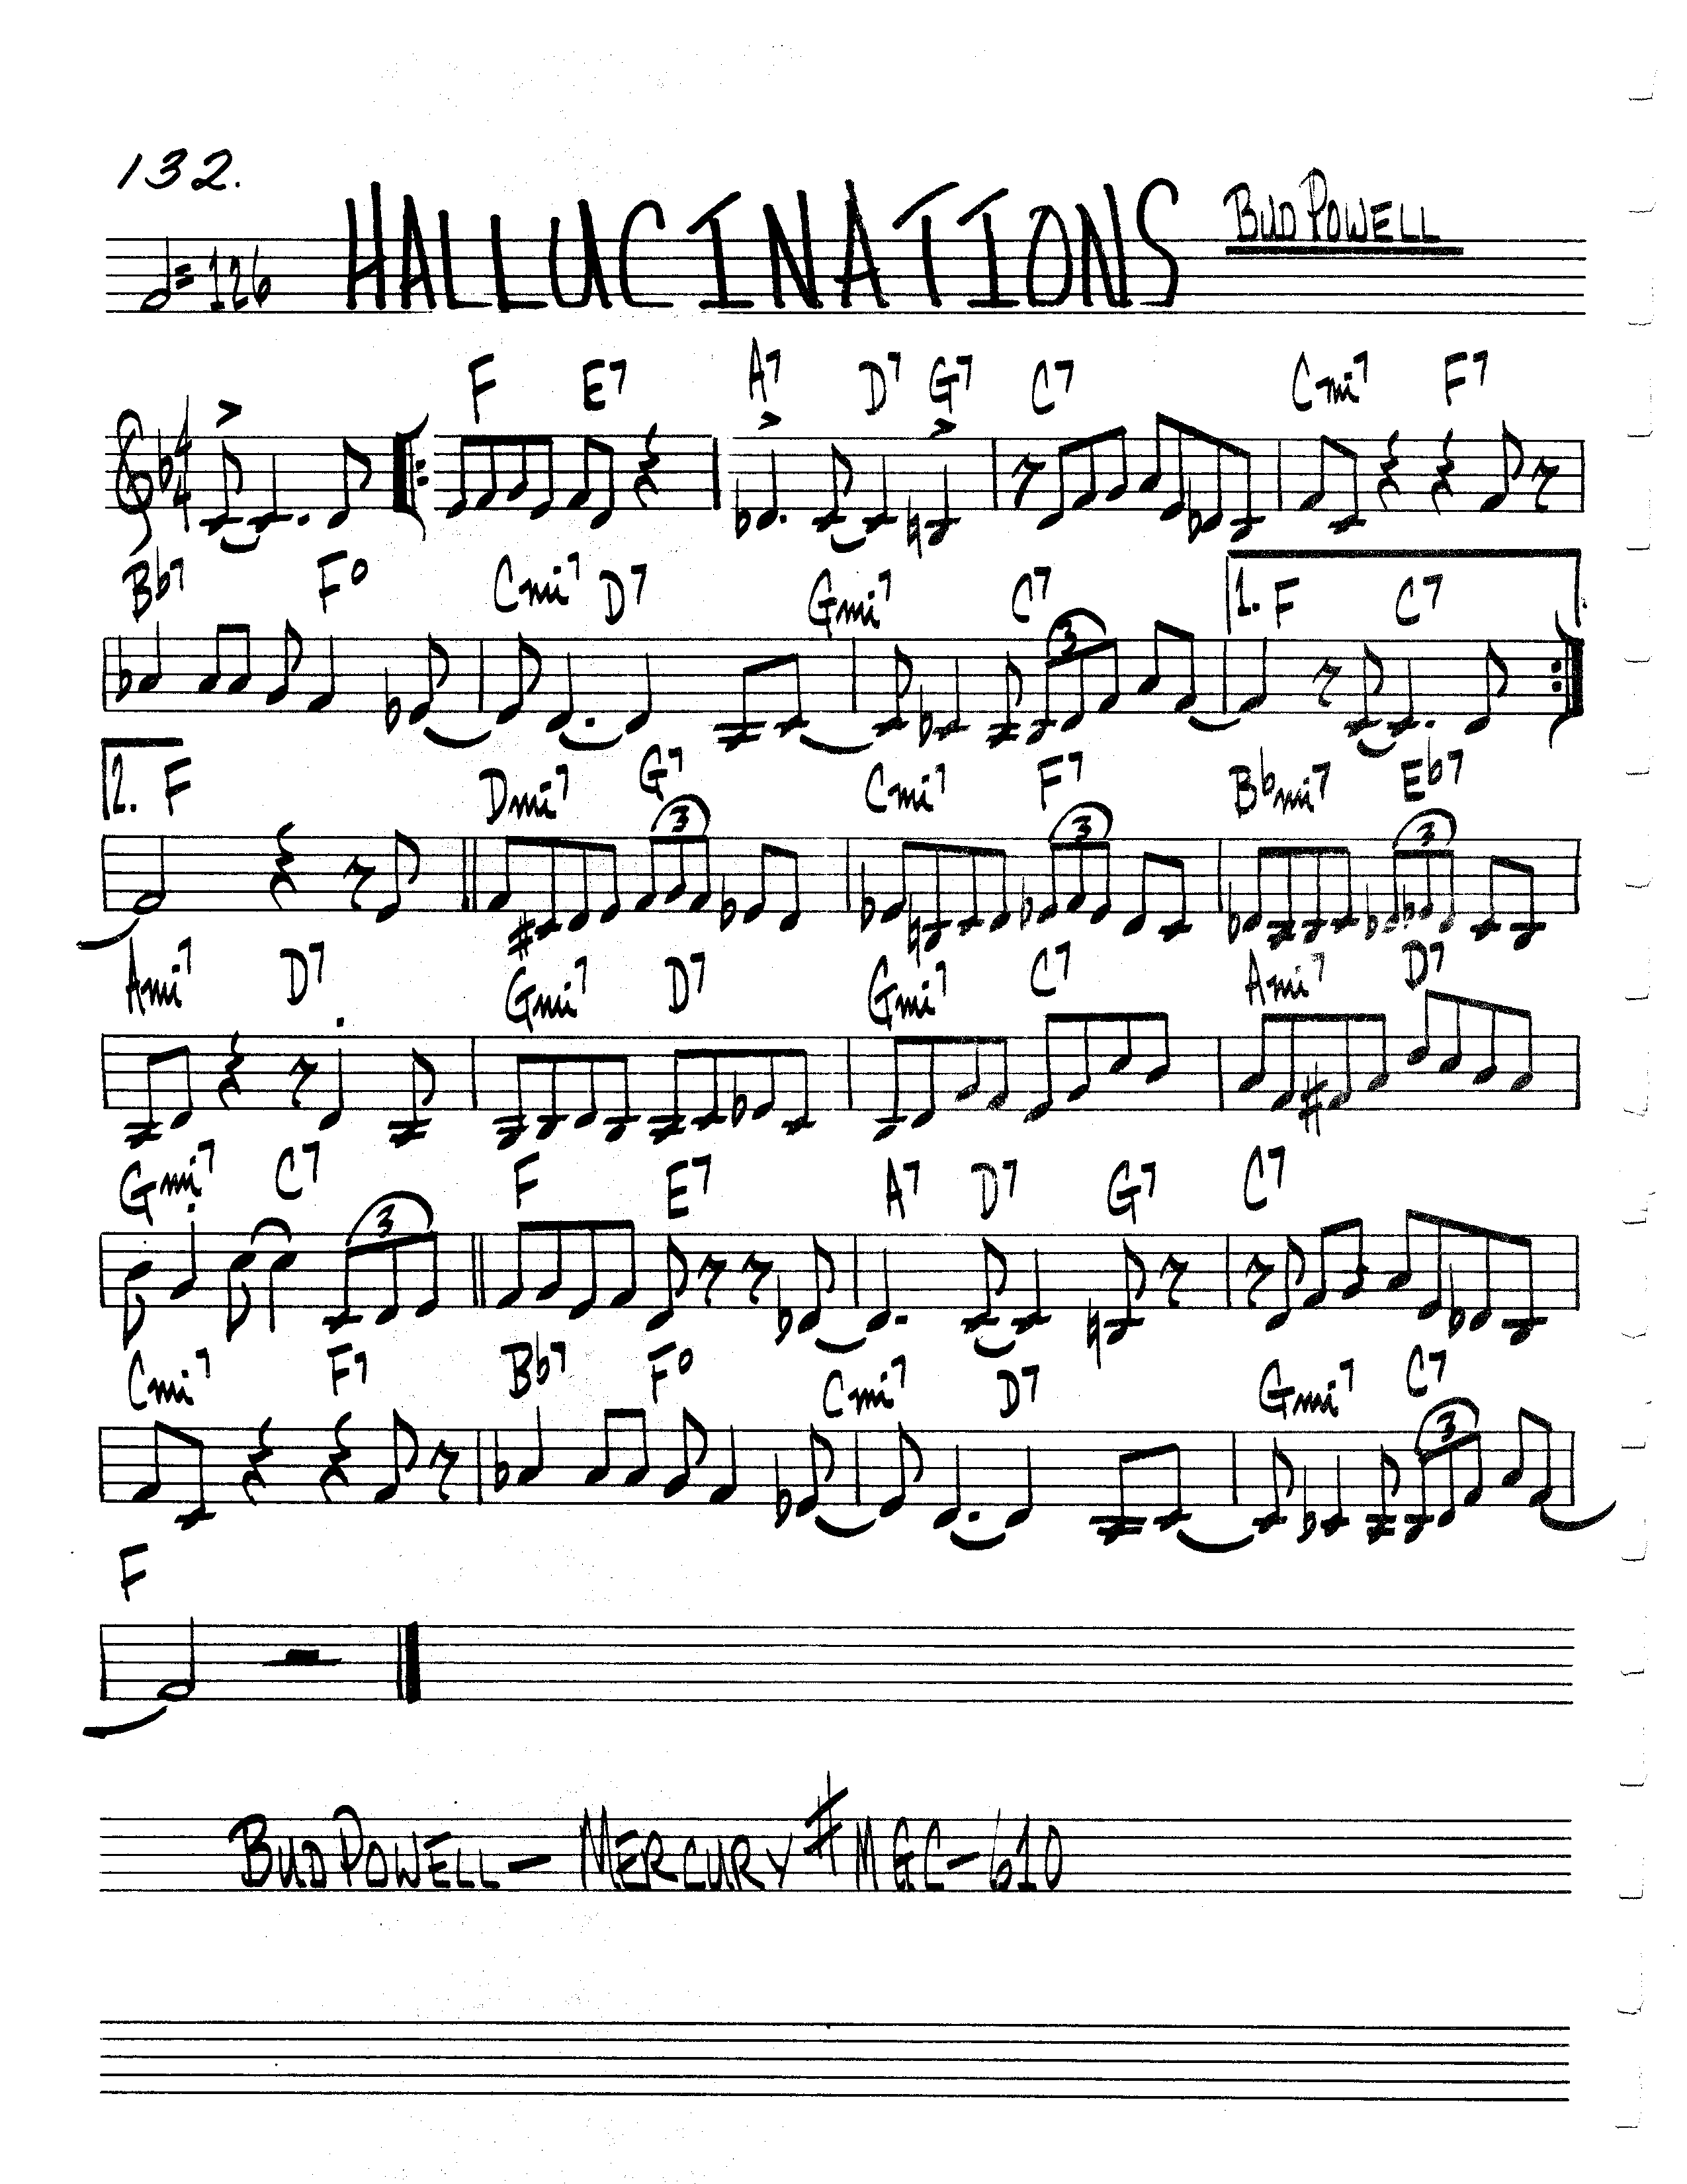 132.
HALLUCINATIONS
BUD POWELL
=126
F E7 A7 D7 G7 C7 Cmi7 F7
4
4
Bb7 F° Cmi7 D7 Gmi7 C7 1. F C7
3
2. F Dmi7 G7 Cmi7 F7 Bbmi7 Eb7
3 3 3
Ami7 D7 Gmi7 D7 Gmi7 C7 Ami7 D7
Gmi7 C7 F E7 A7 D7 G7 C7
3
Cmi7 F7 Bb7 F° Cmi7 D7 Gmi7 C7
3
F
BUD POWELL — MERCURY #MGC-610